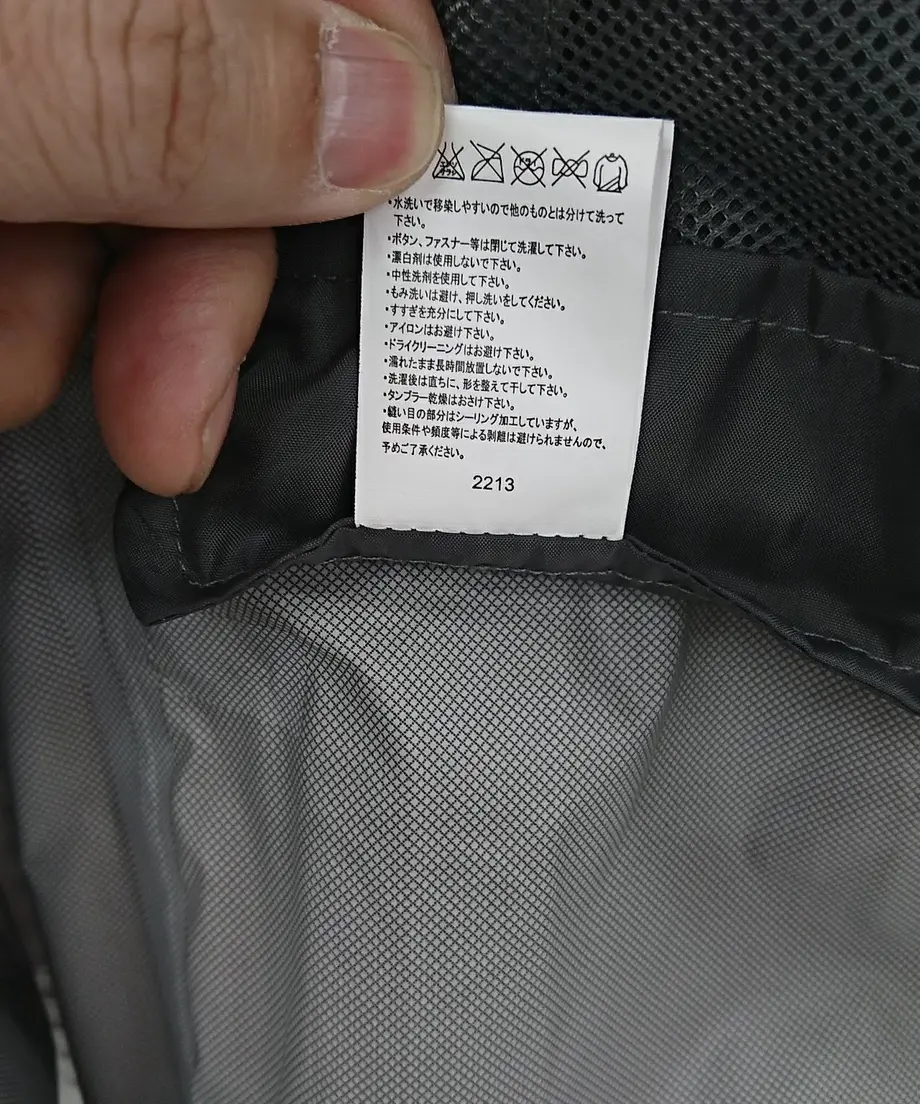 ・水洗いで移染しやすいので他のものとは分けて洗って
下さい。
・ボタン、ファスナー等は閉じて洗濯して下さい。
・漂白剤は使用しないで下さい。
・中性洗剤を使用して下さい。
・もみ洗いは避け、押し洗いをしてください。
・すすぎを充分にして下さい。
・アイロンはお避け下さい。
・ドライクリーニングはお避け下さい。
・濡れたまま長時間放置しないで下さい。
・洗濯後は直ちに、形を整えて干して下さい。
・タンブラー乾燥はおさけ下さい。
・縫い目の部分はシーリング加工していますが、
使用条件や頻度等による剥離は避けられませんので、
予めご了承ください。
2213